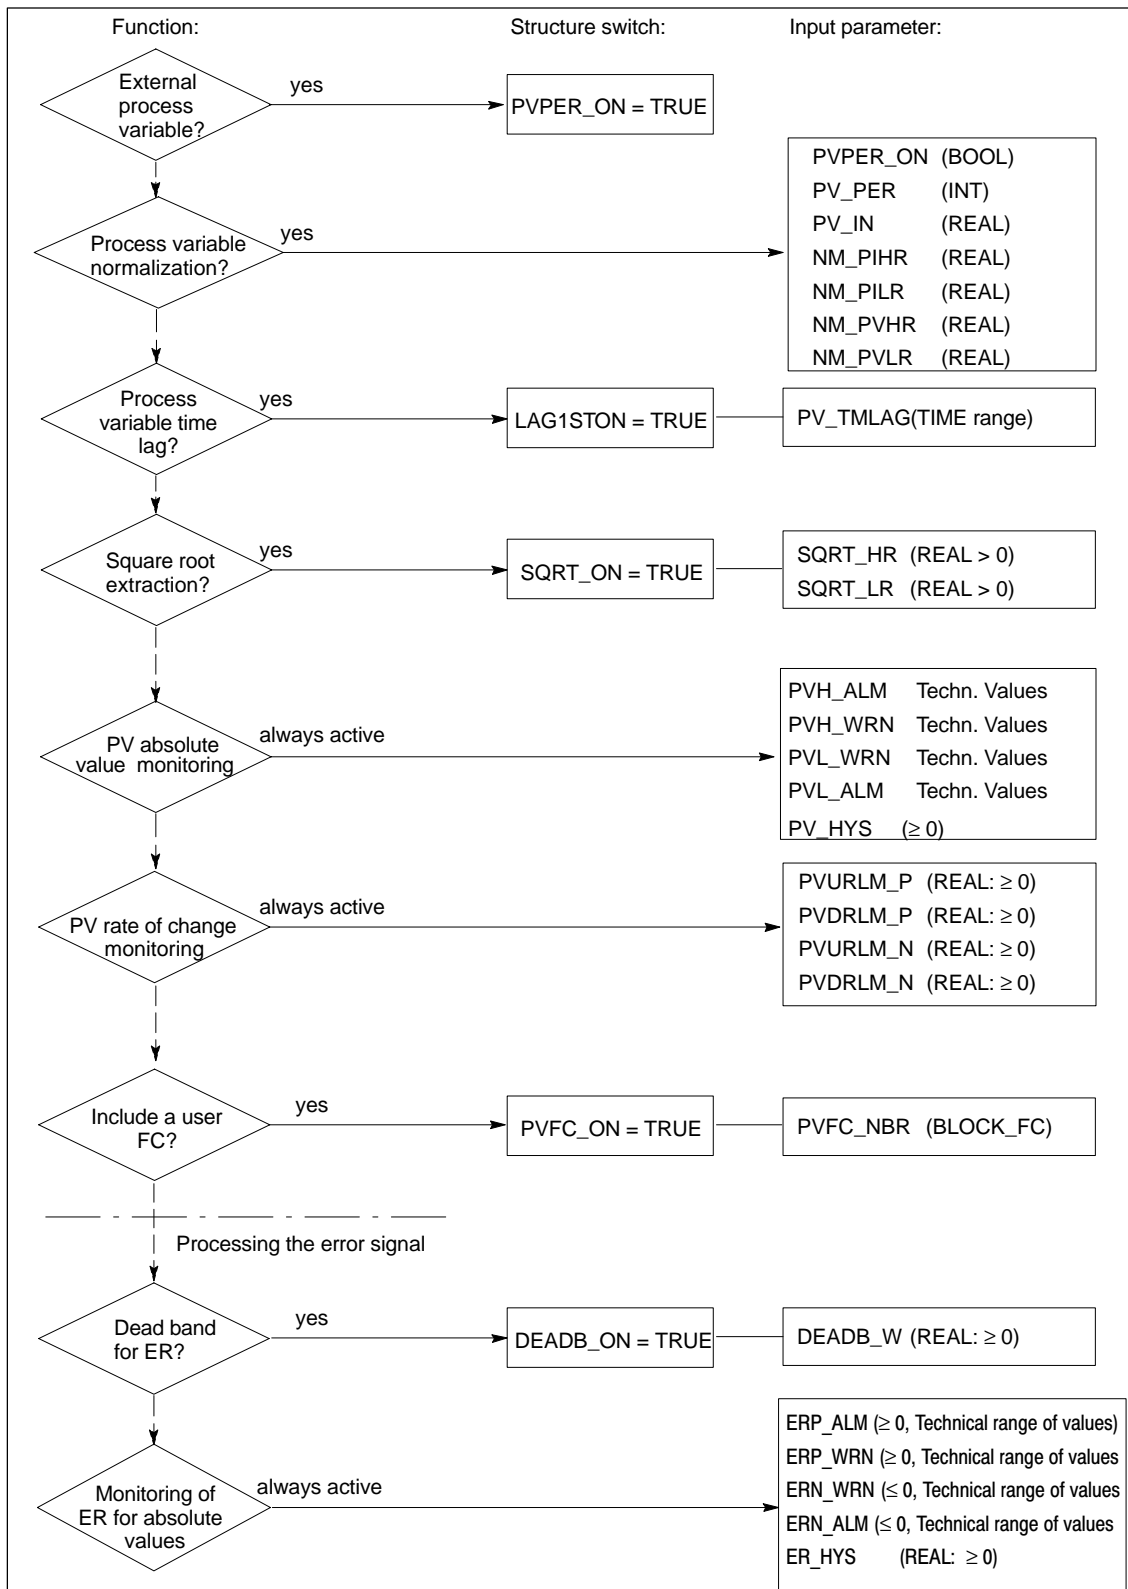 Function:
Structure switch:
Input parameter:
External
process
variable?
yes
PVPER_ON = TRUE
Process variable
normalization?
yes
PVPER_ON (BOOL)
PV_PER (INT)
PV_IN (REAL)
NM_PIHR (REAL)
NM_PILR (REAL)
NM_PVHR (REAL)
NM_PVLR (REAL)
Process
variable time
lag?
yes
LAG1STON = TRUE
PV_TMLAG(TIME range)
Square root
extraction?
yes
SQRT_ON = TRUE
SQRT_HR (REAL > 0)
SQRT_LR (REAL > 0)
PV absolute
value monitoring
always active
PVH_ALM Techn. Values
PVH_WRN Techn. Values
PVL_WRN Techn. Values
PVL_ALM Techn. Values
PV_HYS (≥ 0)
PV rate of change
monitoring
always active
PVURLM_P (REAL: ≥ 0)
PVDRLM_P (REAL: ≥ 0)
PVURLM_N (REAL: ≥ 0)
PVDRLM_N (REAL: ≥ 0)
Include a user
FC?
yes
PVFC_ON = TRUE
PVFC_NBR (BLOCK_FC)
Processing the error signal
Dead band
for ER?
yes
DEADB_ON = TRUE
DEADB_W (REAL: ≥ 0)
Monitoring of
ER for absolute
values
always active
ERP_ALM (≥ 0, Technical range of values)
ERP_WRN (≥ 0, Technical range of values
ERN_WRN (≤ 0, Technical range of values
ERN_ALM (≤ 0, Technical range of values
ER_HYS (REAL: ≥ 0)